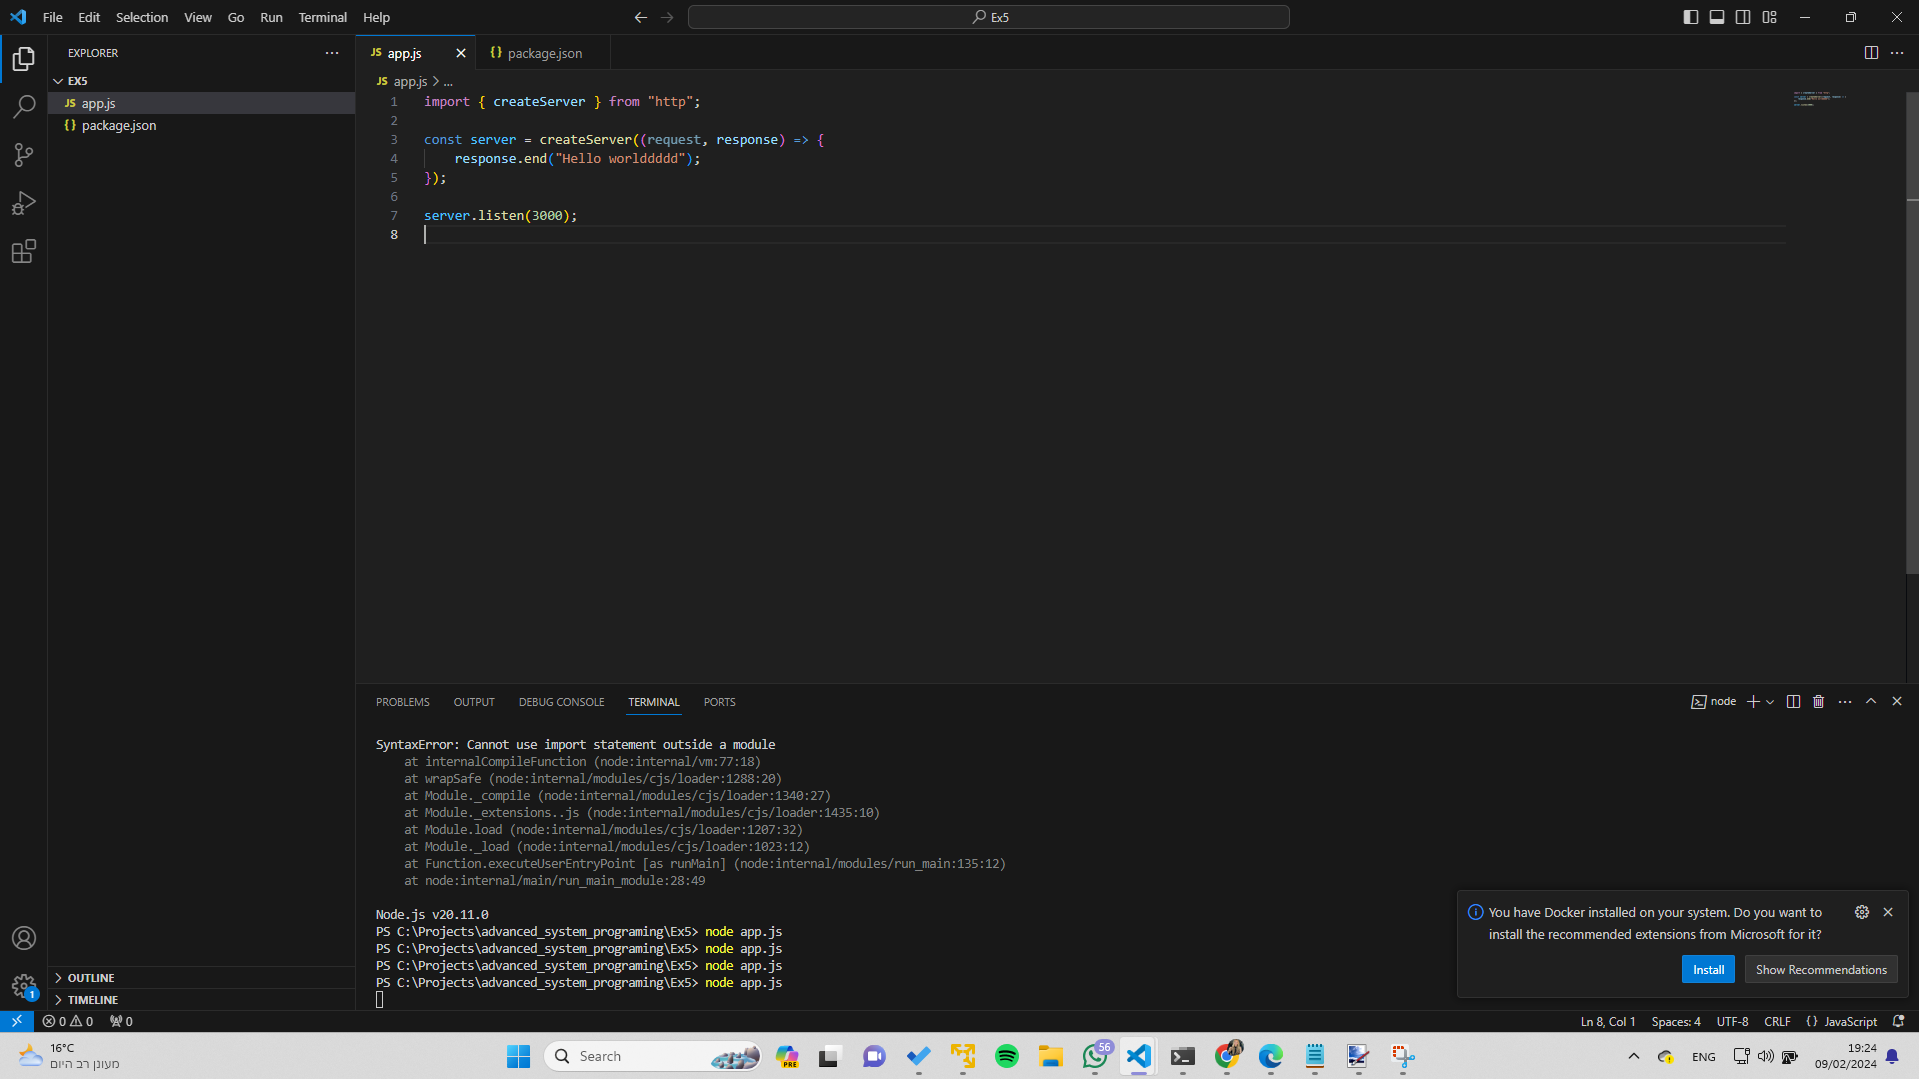 File Edit Selection View Go Run Terminal Help
Ex5
EXPLORER
EX5
JS app.js
{} package.json
OUTLINE
TIMELINE
JS app.js
{} package.json
JS app.js > ...
1 import { createServer } from "http";
2
3 const server = createServer((request, response) => {
4 response.end("Hello worlddddd");
5 });
6
7 server.listen(3000);
8
PROBLEMS OUTPUT DEBUG CONSOLE TERMINAL PORTS
node
SyntaxError: Cannot use import statement outside a module
at internalCompileFunction (node:internal/vm:77:18)
at wrapSafe (node:internal/modules/cjs/loader:1288:20)
at Module._compile (node:internal/modules/cjs/loader:1340:27)
at Module._extensions..js (node:internal/modules/cjs/loader:1435:10)
at Module.load (node:internal/modules/cjs/loader:1207:32)
at Module._load (node:internal/modules/cjs/loader:1023:12)
at Function.executeUserEntryPoint [as runMain] (node:internal/modules/run_main:135:12)
at node:internal/main/run_main_module:28:49
Node.js v20.11.0
PS C:\Projects\advanced_system_programing\Ex5> node app.js
PS C:\Projects\advanced_system_programing\Ex5> node app.js
PS C:\Projects\advanced_system_programing\Ex5> node app.js
PS C:\Projects\advanced_system_programing\Ex5> node app.js
You have Docker installed on your system. Do you want to
install the recommended extensions from Microsoft for it?
Install
Show Recommendations
1
0 0 0
Ln 8, Col 1 Spaces: 4 UTF-8 CRLF {} JavaScript
16°C
מעונן רב היום
Search
PRE
56
ENG
19:24
09/02/2024